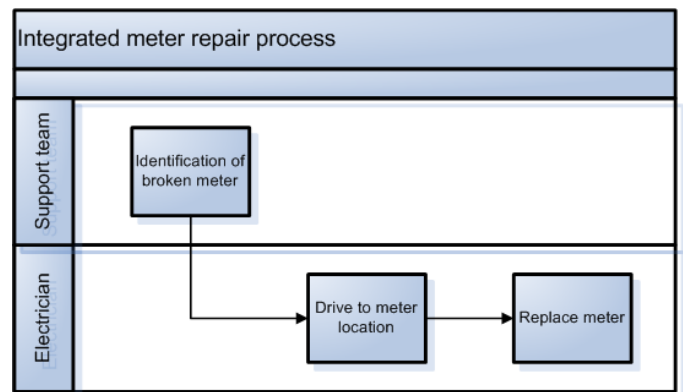 Integrated meter repair process
Support team
Identification of
broken meter
Electrician
Drive to meter
location
Replace meter